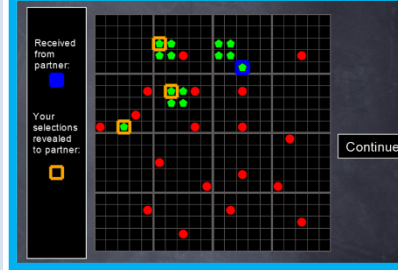 Received
from
partner:
Your
selections
revealed
to partner:
Continue